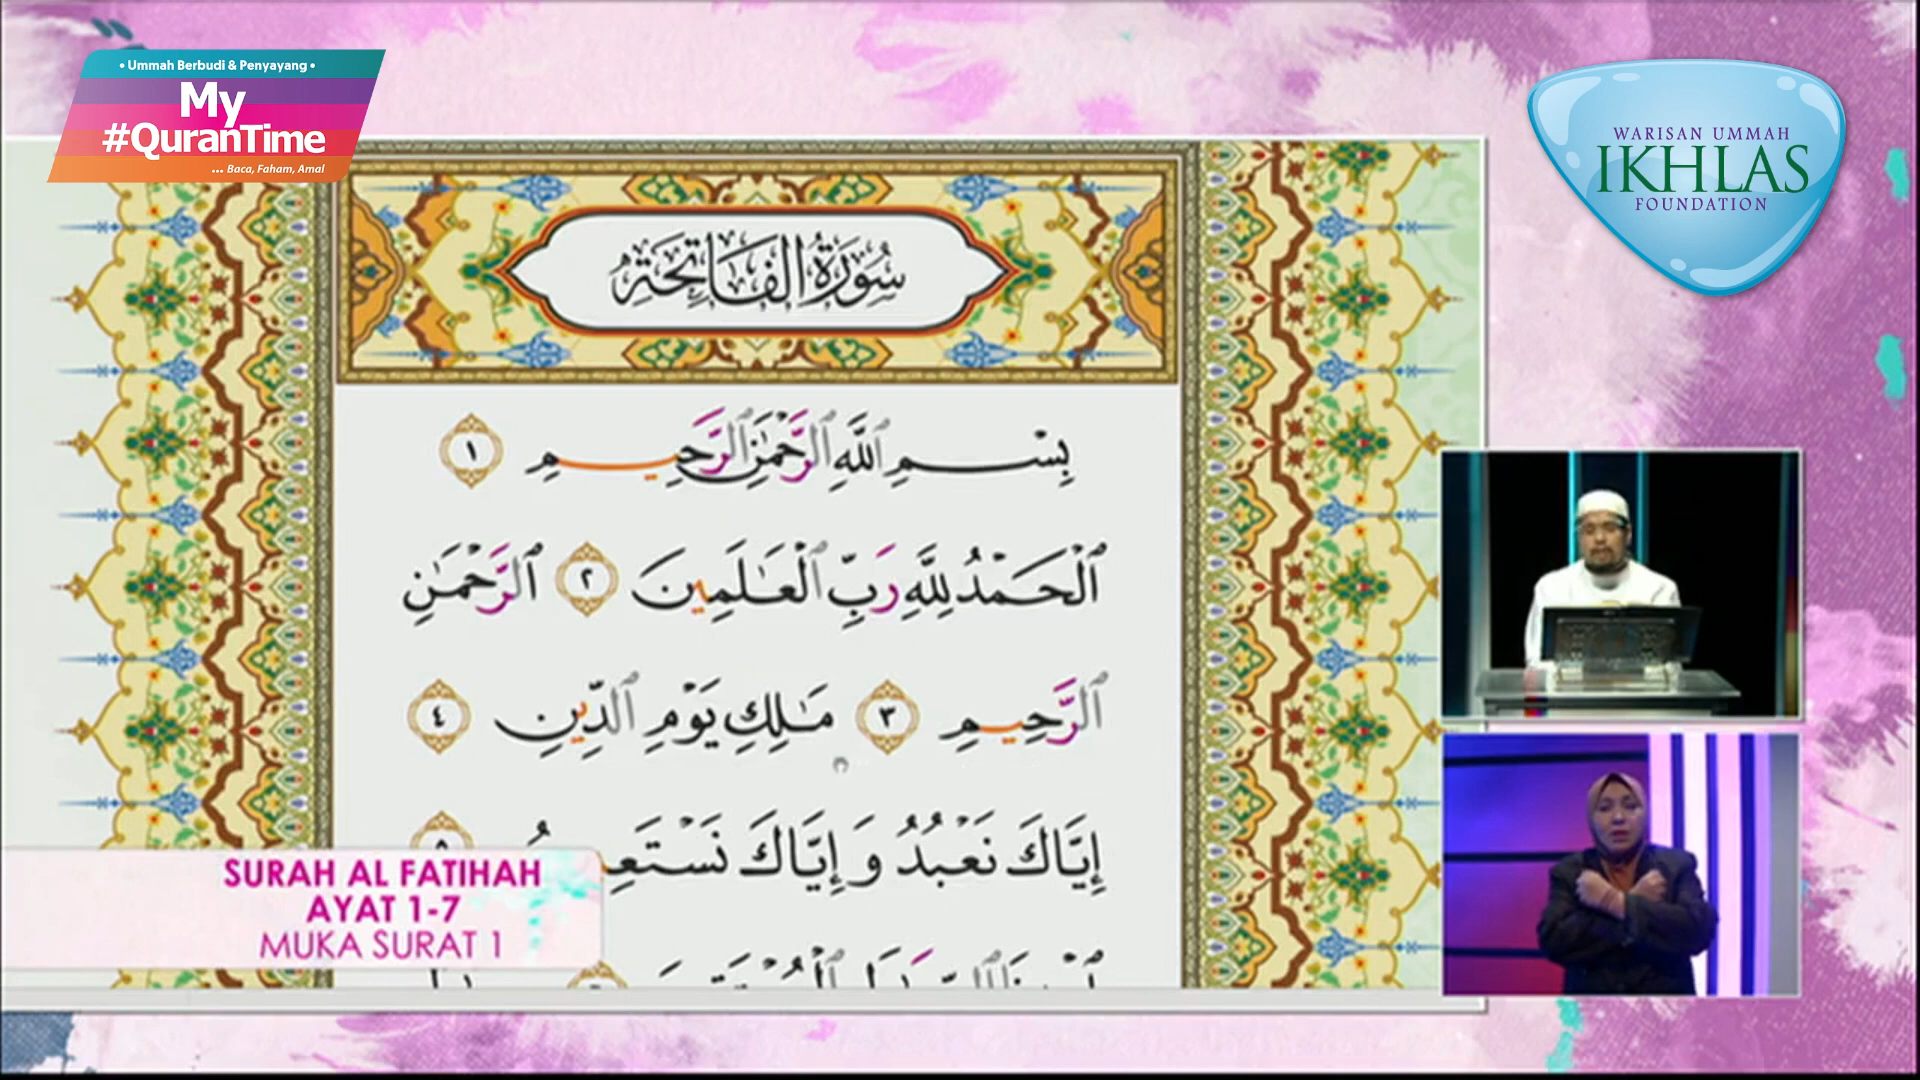 • Ummah Berbudi & Penyayang •
My
#QuranTime
... Baca, Faham, Amal
WARISAN UMMAH
IKHLAS
FOUNDATION
سُورَةُ الفَاتِحَةِ
بِسْمِ ٱللَّهِ ٱلرَّحْمَٰنِ ٱلرَّحِيمِ ١
ٱلْحَمْدُ لِلَّهِ رَبِّ ٱلْعَٰلَمِينَ ٢ ٱلرَّحْمَٰنِ
ٱلرَّحِيمِ ٣ مَٰلِكِ يَوْمِ ٱلدِّينِ ٤
إِيَّاكَ نَعْبُدُ وَإِيَّاكَ
SURAH AL FATIHAH
AYAT 1-7
MUKA SURAT 1